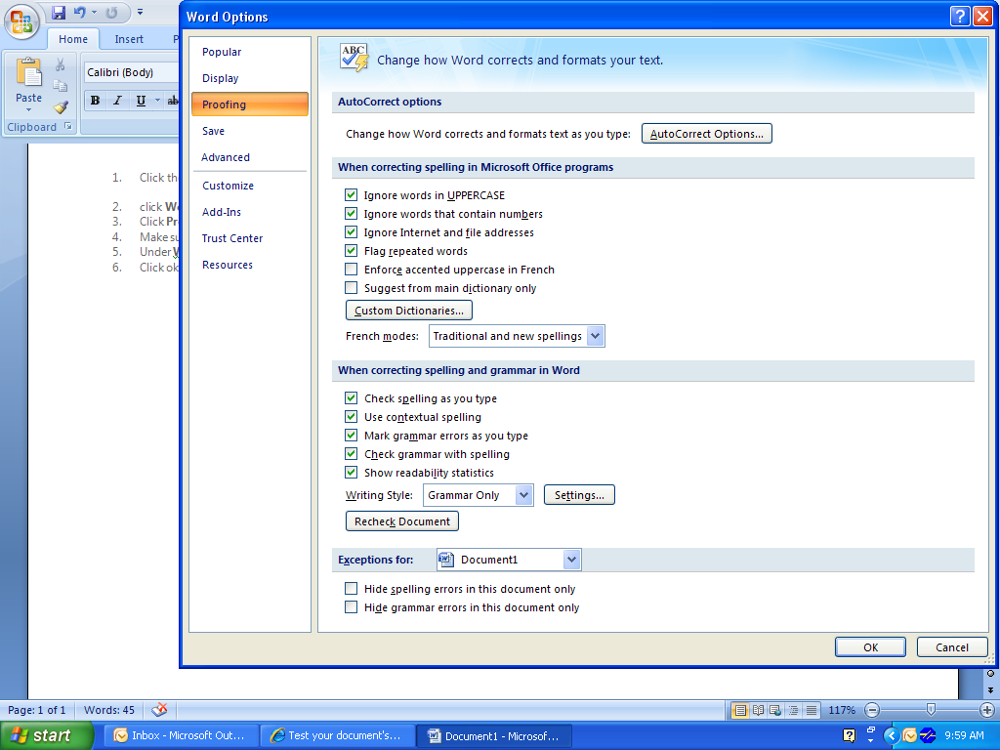 Word Options
Home Insert P
Paste
Calibri (Body)
B I U ab
Clipboard
1. Click the
2. click Wo
3. Click Pr
4. Make su
5. Under W
6. Click ok
Popular
Display
Proofing
Save
Advanced
Customize
Add-Ins
Trust Center
Resources
ABC
Change how Word corrects and formats your text.
AutoCorrect options
Change how Word corrects and formats text as you type: AutoCorrect Options...
When correcting spelling in Microsoft Office programs
Ignore words in UPPERCASE
Ignore words that contain numbers
Ignore Internet and file addresses
Flag repeated words
Enforce accented uppercase in French
Suggest from main dictionary only
Custom Dictionaries...
French modes: Traditional and new spellings
When correcting spelling and grammar in Word
Check spelling as you type
Use contextual spelling
Mark grammar errors as you type
Check grammar with spelling
Show readability statistics
Writing Style: Grammar Only Settings...
Recheck Document
Exceptions for: Document1
Hide spelling errors in this document only
Hide grammar errors in this document only
OK Cancel
Page: 1 of 1 Words: 45 117%
start Inbox - Microsoft Out... Test your document's... Document1 - Microsof... 9:59 AM